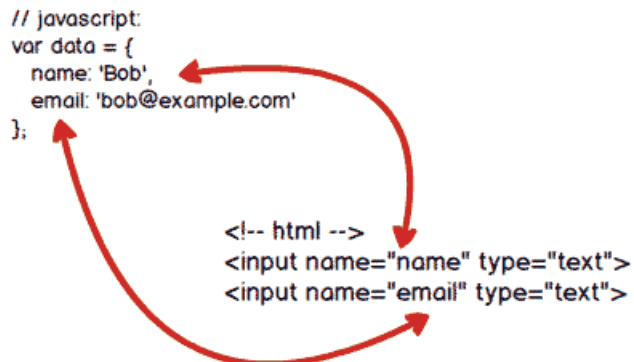 // javascript:
var data = {
name: 'Bob',
email: 'bob@example.com'
};
<!-- html -->
<input name="name" type="text">
<input name="email" type="text">